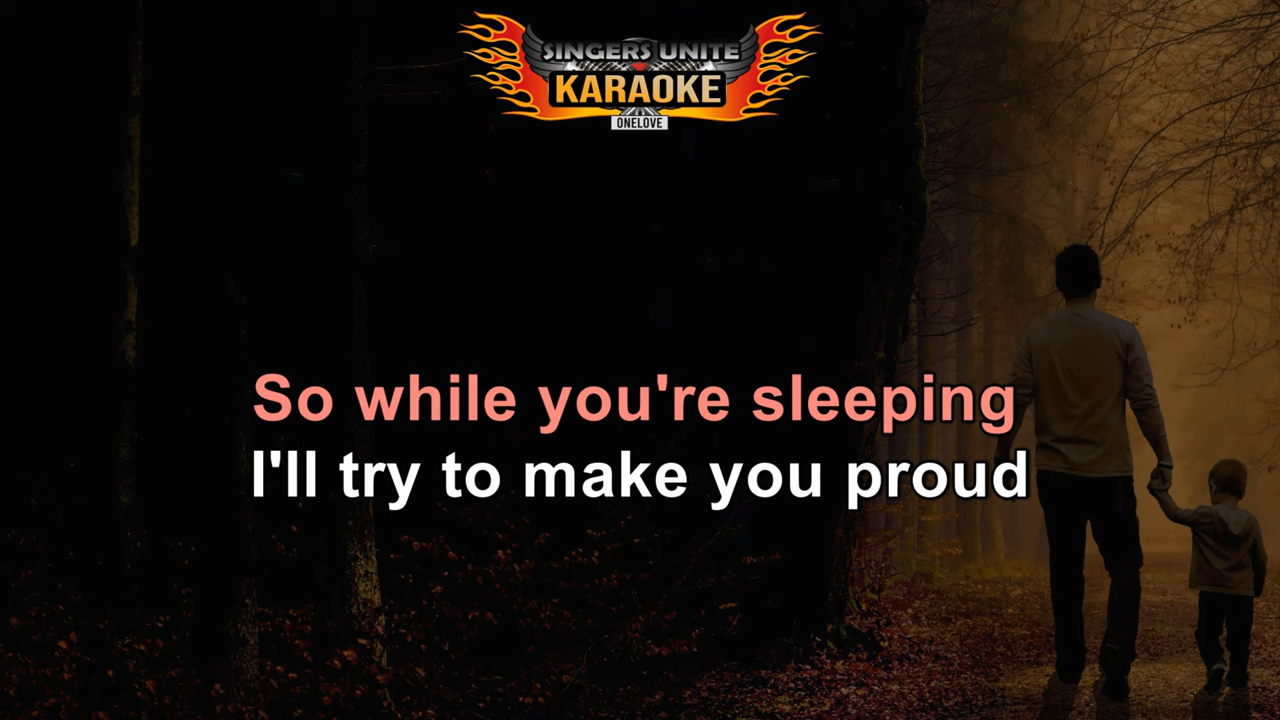 SINGERS UNITE
KARAOKE
ONELOVE
So while you're sleeping
I'll try to make you proud